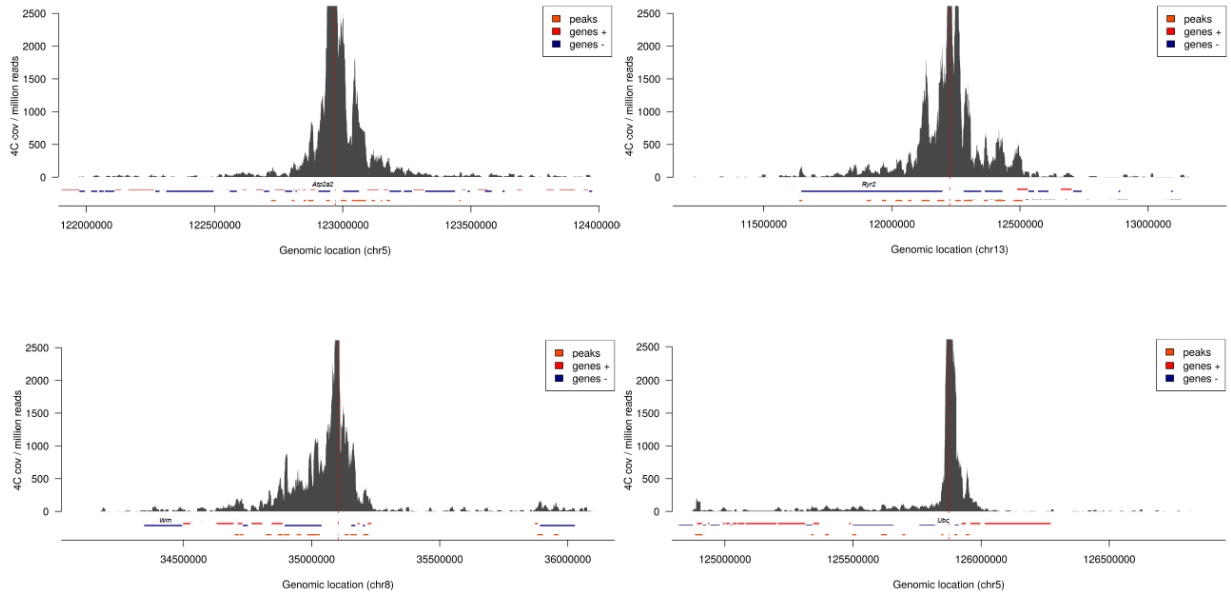 2500
2000
1500
1000
500
0
4C cov / million reads
peaks
genes +
genes -
Atp2a2
122000000 122500000 123000000 123500000 124000000
Genomic location (chr5)
2500
2000
1500
1000
500
0
4C cov / million reads
peaks
genes +
genes -
Ryr2
11500000 12000000 12500000 13000000
Genomic location (chr13)
2500
2000
1500
1000
500
0
4C cov / million reads
peaks
genes +
genes -
Wrn
34500000 35000000 35500000 36000000
Genomic location (chr8)
2500
2000
1500
1000
500
0
4C cov / million reads
peaks
genes +
genes -
Ubc
125000000 125500000 126000000 126500000
Genomic location (chr5)